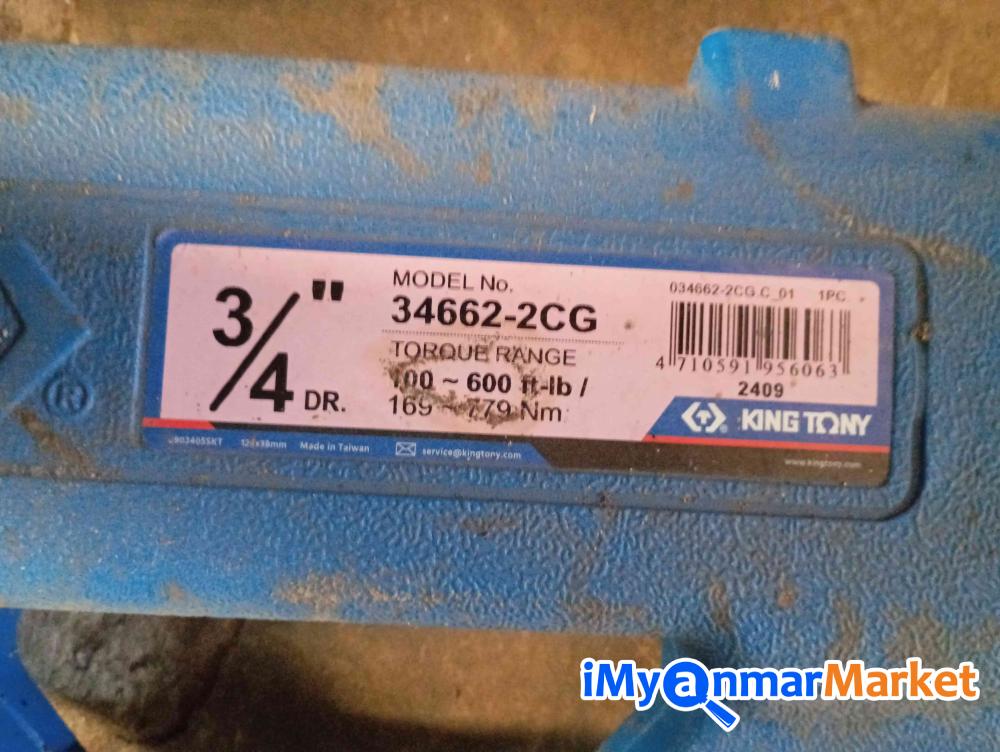 3/4" DR.
MODEL No.
34662-2CG
TORQUE RANGE
100 ~ 600 ft-lb /
169 ~ 779 Nm
034662-2CG.C_01 1PC
4 710591 956063
2409
KING TONY
Made in Taiwan
service@kingtony.com
www.kingtony.com
®
iMyanmarMarket